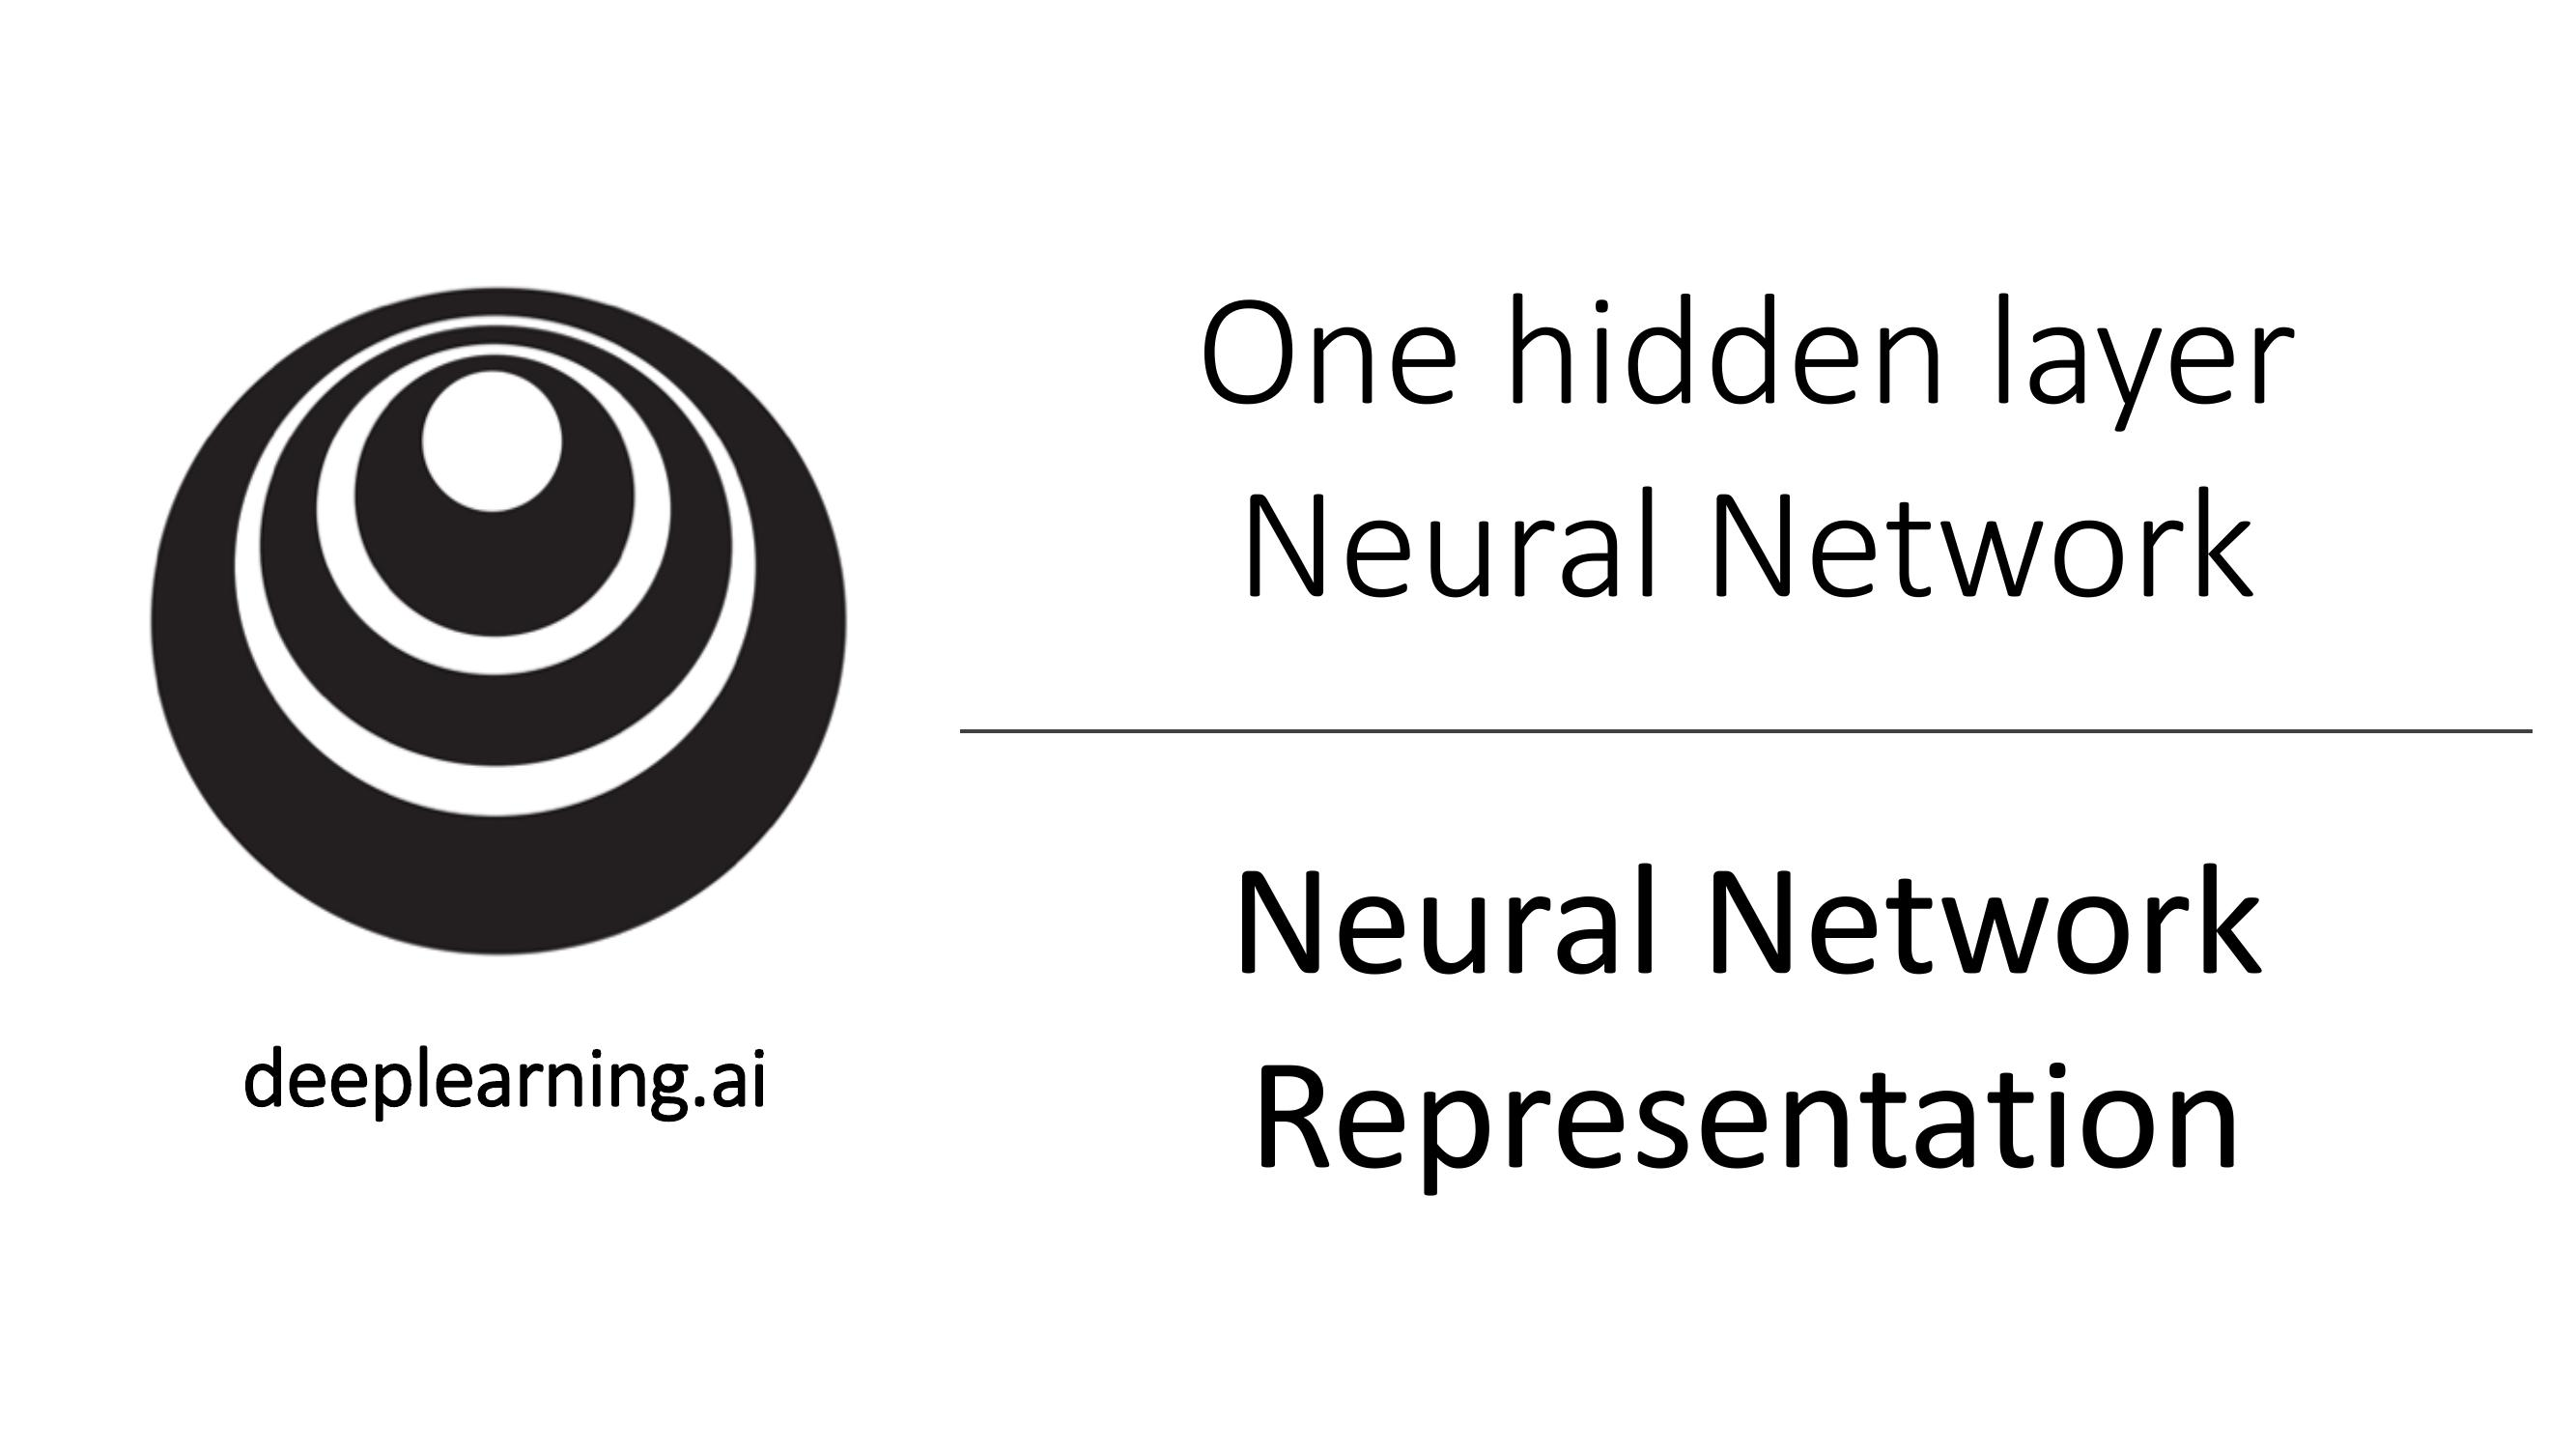 One hidden layer
Neural Network
Neural Network
Representation
deeplearning.ai